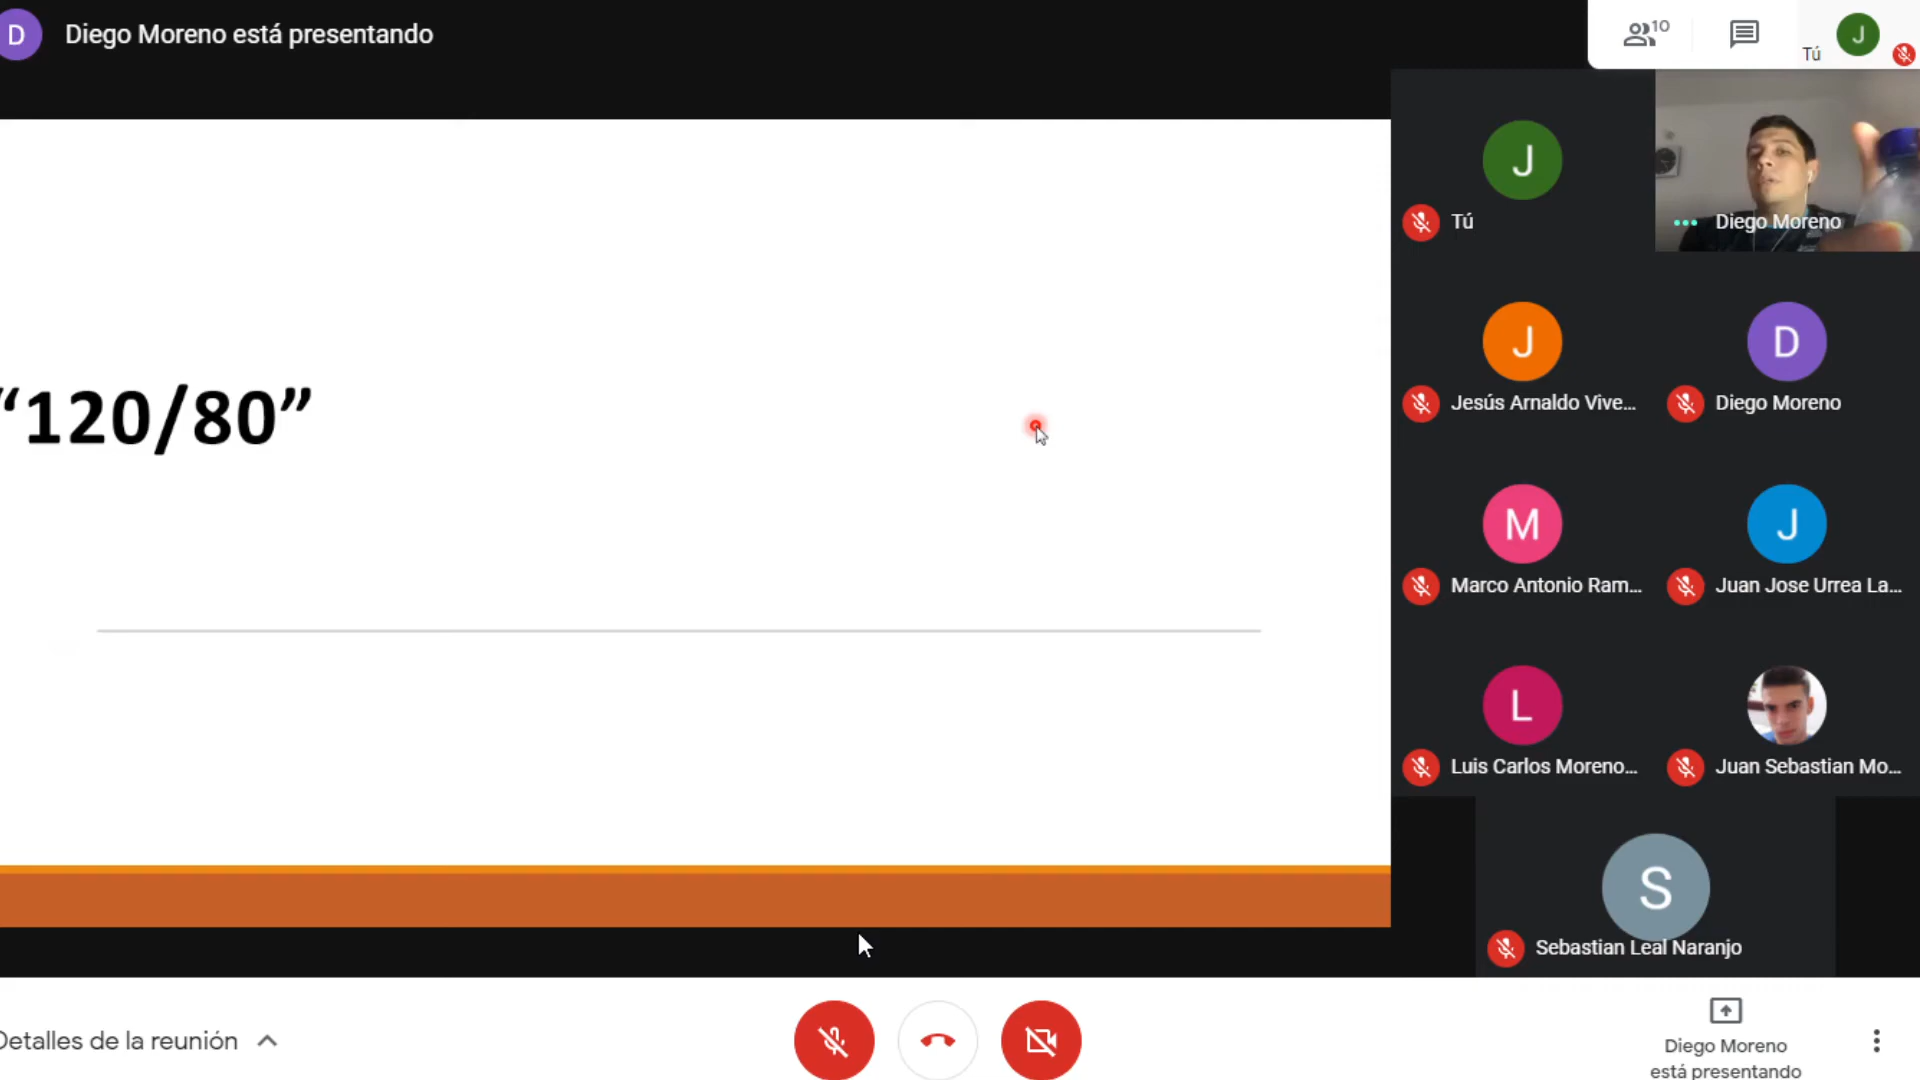 D Diego Moreno está presentando
10
Tú J
"120/80"
J
Tú
Diego Moreno
J
Jesús Arnaldo Vive...
D
Diego Moreno
M
Marco Antonio Ram...
J
Juan Jose Urrea La...
L
Luis Carlos Moreno...
Juan Sebastian Mo...
S
Sebastian Leal Naranjo
Detalles de la reunión
Diego Moreno
está presentando